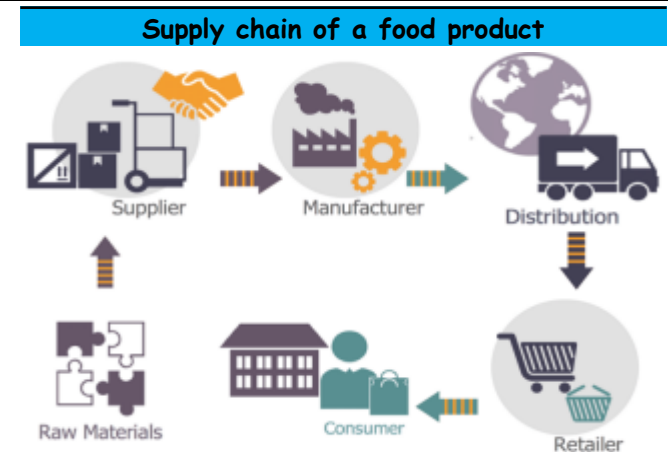 Supply chain of a food product
Supplier
Manufacturer
Distribution
Raw Materials
Consumer
Retailer